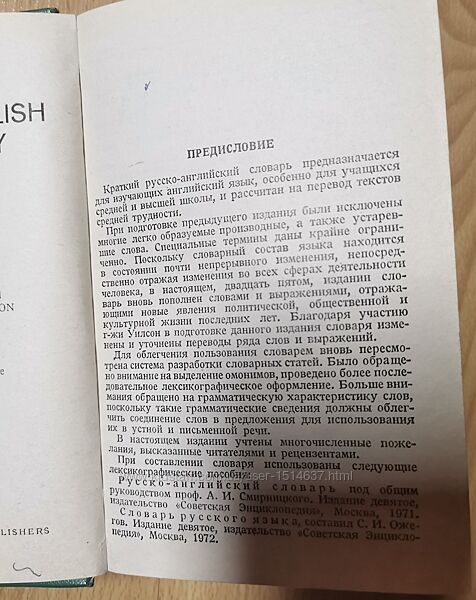 LISH
Y
ON
LISHERS
ПРЕДИСЛОВИЕ
Краткий русско-английский словарь предназначается
для изучающих английский язык, особенно для учащихся
средней и высшей школы, и рассчитан на перевод текстов
средней трудности.
При подготовке предыдущего издания были исключены
многие легко образуемые производные, а также устарев-
шие слова. Специальные термины даны крайне ограни-
ченно. Поскольку словарный состав языка находится
в состоянии почти непрерывного изменения, непосред-
ственно отражая изменения во всех сферах деятельности
человека, в настоящем, двадцать пятом, издании сло-
варь вновь пополнен словами и выражениями, отража-
ющими новые явления политической, общественной и
культурной жизни последних лет. Благодаря участию
г-жи Уилсон в подготовке данного издания словаря изме-
нены и уточнены переводы ряда слов и выражений.
Для облегчения пользования словарем вновь пересмо-
трена система разработки словарных статей. Было обраще-
но внимание на выделение омонимов, проведено более после-
довательное лексикографическое оформление. Больше вни-
мания обращено на грамматическую характеристику слов,
поскольку такие грамматические сведения должны облег-
чить соединение слов в предложения для использования
их в устной и письменной речи.
В настоящем издании учтены многочисленные поже-
лания, высказанные читателями и рецензентами.
При составлении словаря использованы следующие
лексикографические пособия:
user-1514637.html
Русско-английский словарь под общим
руководством проф. А. И. Смирницкого. Издание девятое,
издательство «Советская Энциклопедия», Москва, 1971.
Словарь русского языка, составил С. И. Оже-
гов. Издание девятое, издательство «Советская Энцикло-
педия», Москва, 1972.